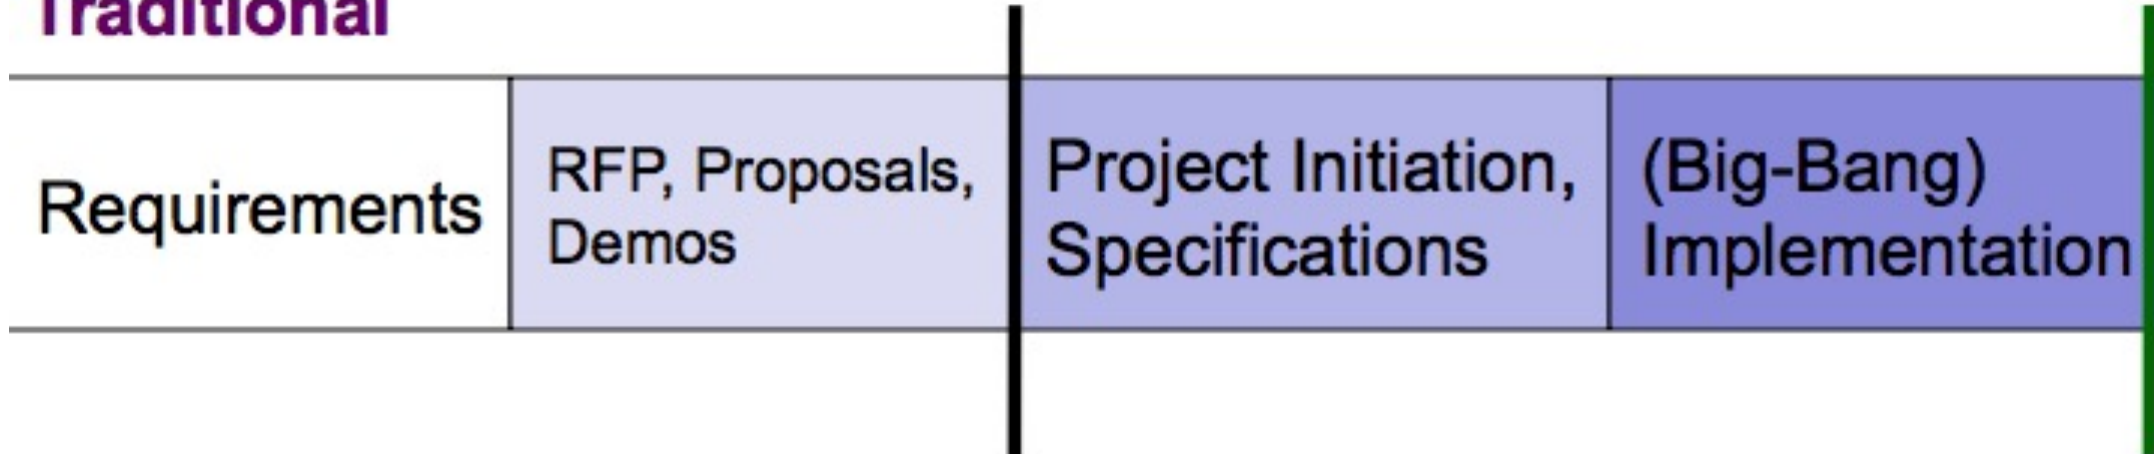 Traditional
Requirements
RFP, Proposals,
Demos
Project Initiation,
Specifications
(Big-Bang)
Implementation